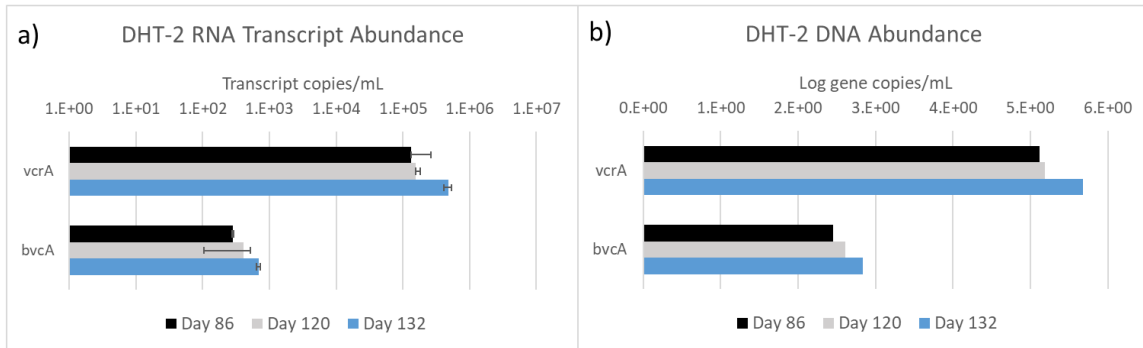 a)
DHT-2 RNA Transcript Abundance
Transcript copies/mL
1.E+00 1.E+01 1.E+02 1.E+03 1.E+04 1.E+05 1.E+06 1.E+07
vcrA
bvcA
Day 86 Day 120 Day 132
b)
DHT-2 DNA Abundance
Log gene copies/mL
0.E+00 1.E+00 2.E+00 3.E+00 4.E+00 5.E+00 6.E+00
vcrA
bvcA
Day 86 Day 120 Day 132